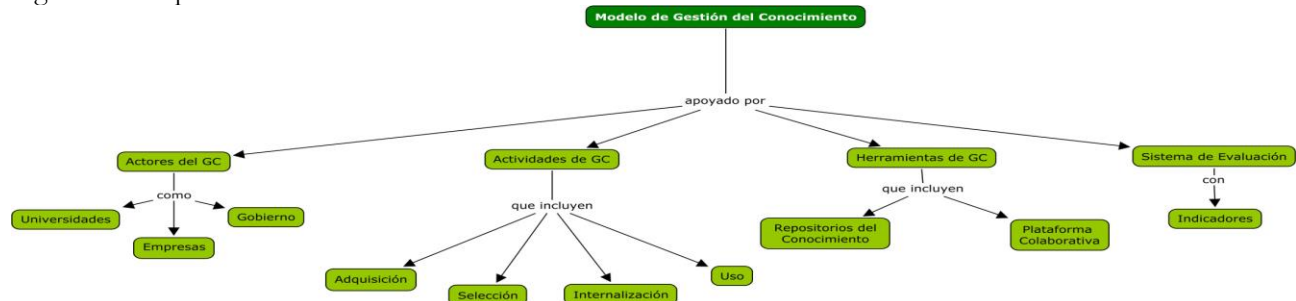 Modelo de Gestión del Conocimiento
apoyado por
Actores del GC
Actividades de GC
Herramientas de GC
Sistema de Evaluación
como
que incluyen
que incluyen
con
Universidades
Gobierno
Empresas
Repositorios del
Conocimiento
Plataforma
Colaborativa
Indicadores
Adquisición
Selección
Internalización
Uso